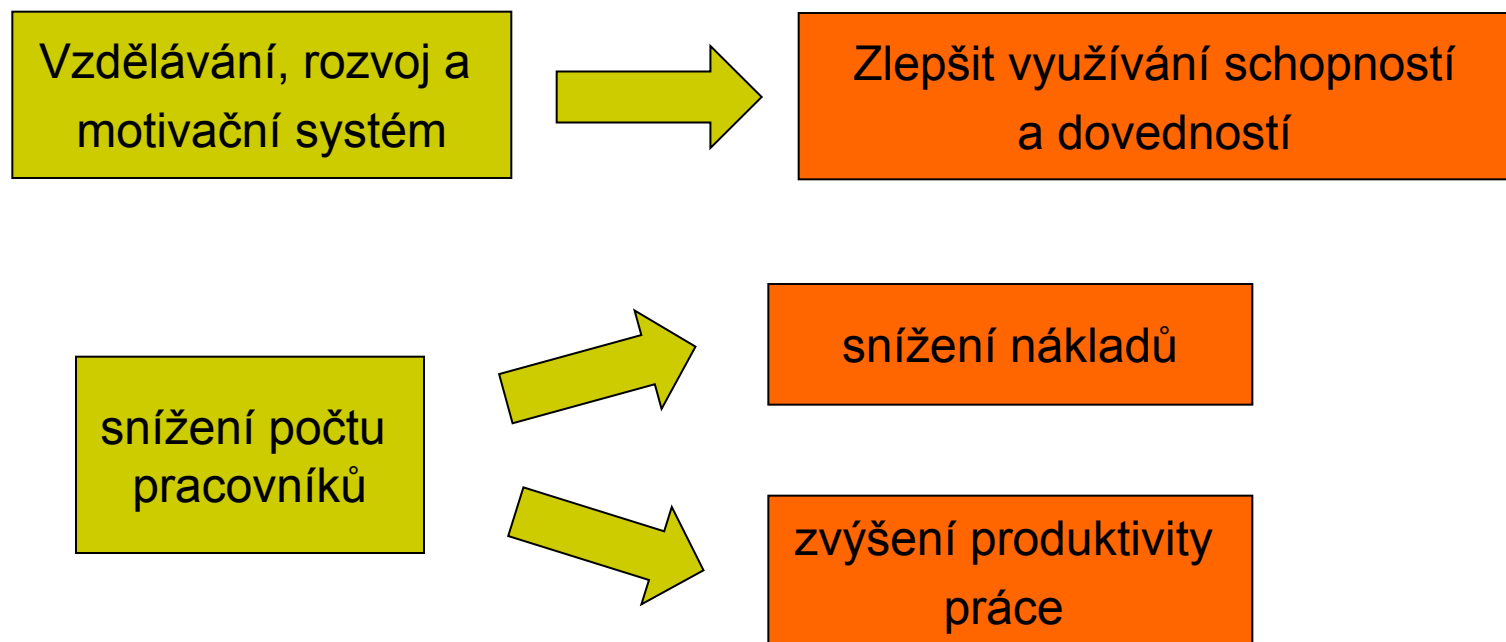 Vzdělávání, rozvoj a
motivační systém
Zlepšit využívání schopností
a dovedností
snížení počtu
pracovníků
snížení nákladů
zvýšení produktivity
práce